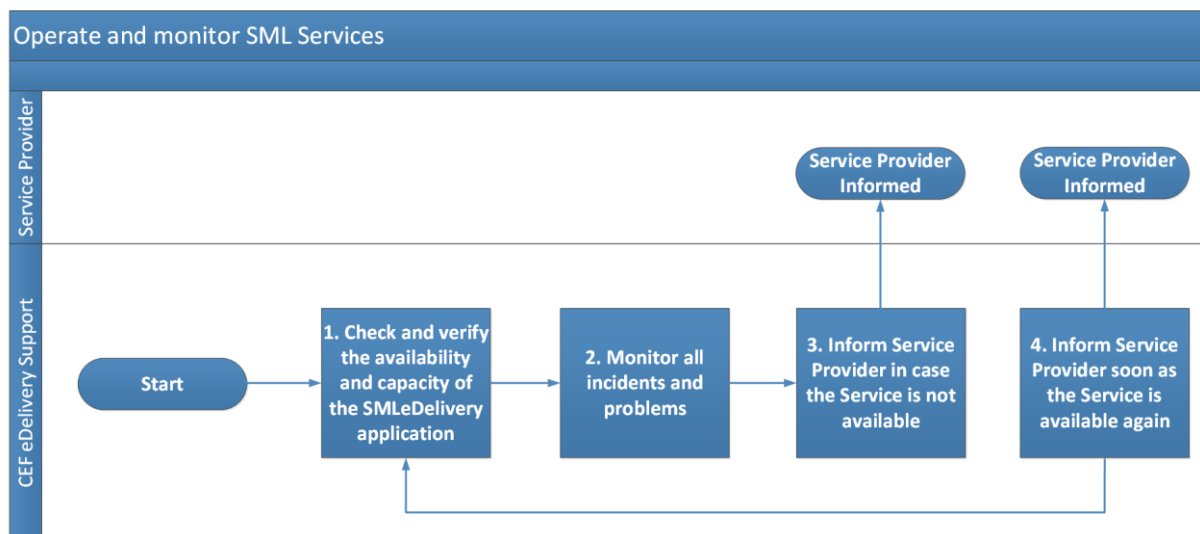 Operate and monitor SML Services
Service Provider
Service Provider
Informed
Service Provider
Informed
CEF eDelivery Support
Start
1. Check and verify
the availability
and capacity of
the SMLeDelivery
application
2. Monitor all
incidents and
problems
3. Inform Service
Provider in case
the Service is not
available
4. Inform Service
Provider soon as
the Service is
available again